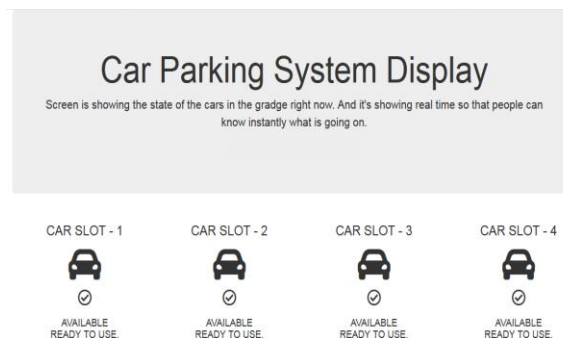 Car Parking System Display
Screen is showing the state of the cars in the gradge right now. And it's showing real time so that people can
know instantly what is going on.
CAR SLOT - 1
CAR SLOT - 2
CAR SLOT - 3
CAR SLOT - 4
AVAILABLE
READY TO USE.
AVAILABLE
READY TO USE.
AVAILABLE
READY TO USE.
AVAILABLE
READY TO USE.